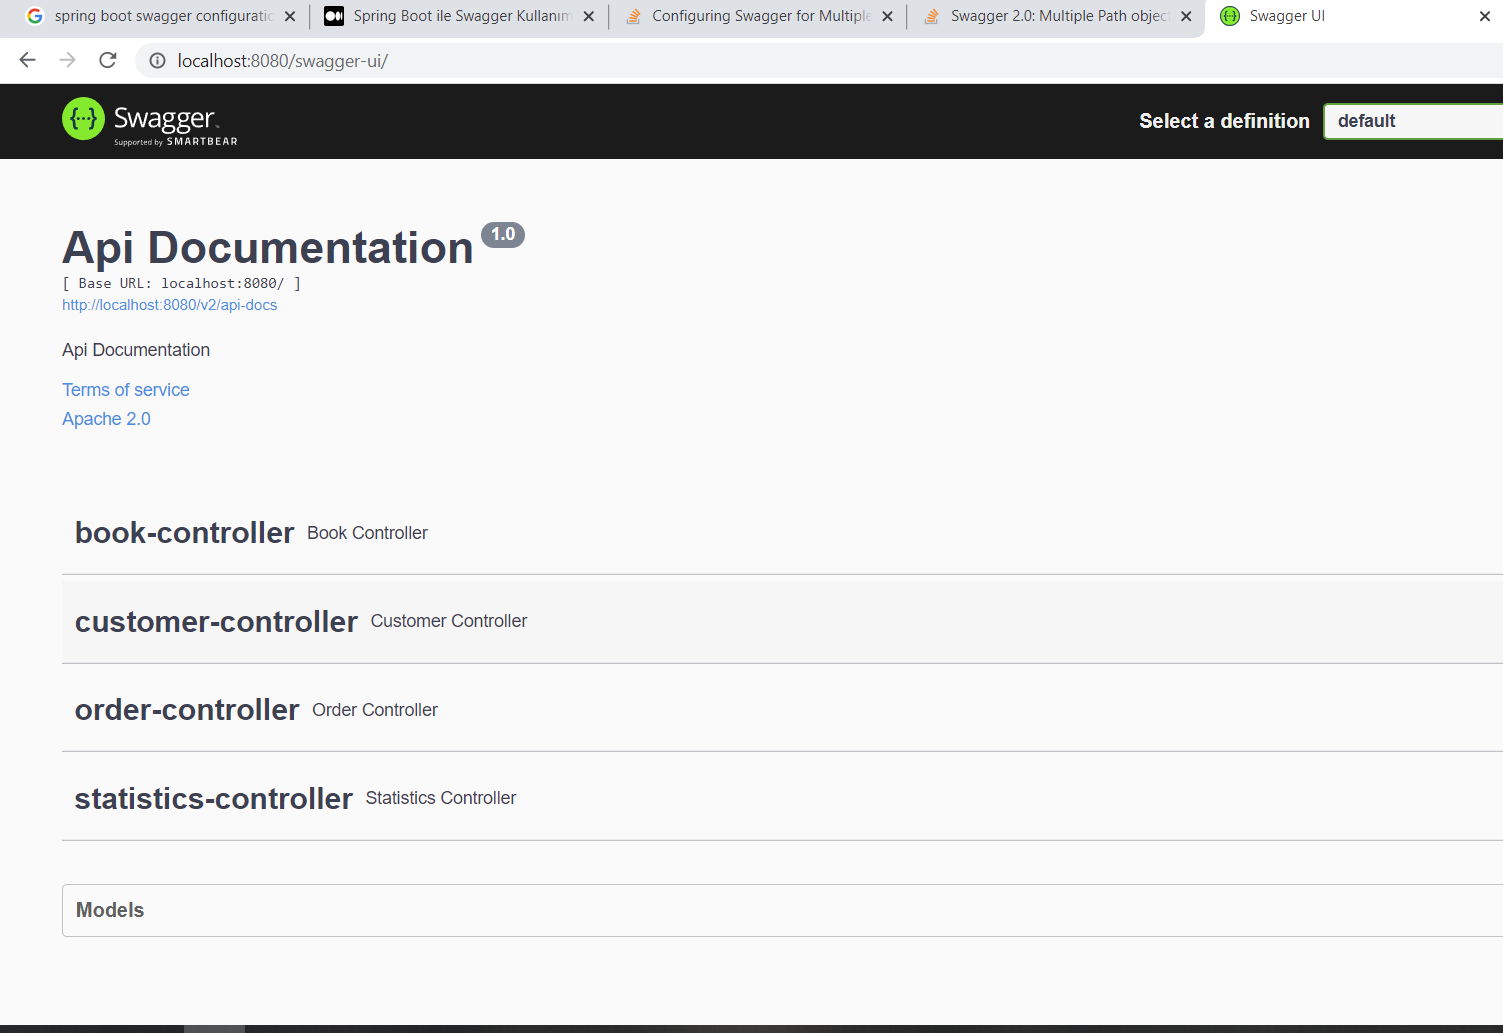 spring boot swagger configuratic
Spring Boot ile Swagger Kullanım
Configuring Swagger for Multiple
Swagger 2.0: Multiple Path object
Swagger UI
localhost:8080/swagger-ui/
{···} Swagger™
Supported by SMARTBEAR
Select a definition
default
Api Documentation 1.0
[ Base URL: localhost:8080/ ]
http://localhost:8080/v2/api-docs
Api Documentation
Terms of service
Apache 2.0
book-controller Book Controller
customer-controller Customer Controller
order-controller Order Controller
statistics-controller Statistics Controller
Models